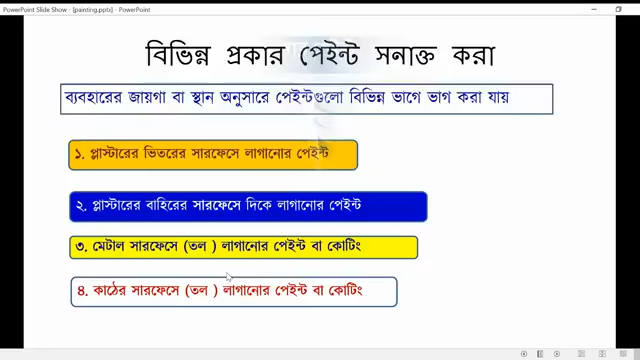 PowerPoint Slide Show - [painting.pptx] - PowerPoint
বিভিন্ন প্রকার পেইন্ট সনাক্ত করা
ব্যবহারের জায়গা বা স্থান অনুসারে পেইন্টগুলো বিভিন্ন ভাগে ভাগ করা যায়
১. প্লাস্টারের ভিতরের সারফেসে লাগানোর পেইন্ট
২. প্লাস্টারের বাহিরের সারফেসে দিকে লাগানোর পেইন্ট
৩. মেটাল সারফেসে (তল ) লাগানোর পেইন্ট বা কোটিং
৪. কাঠের সারফেসে (তল ) লাগানোর পেইন্ট বা কোটিং